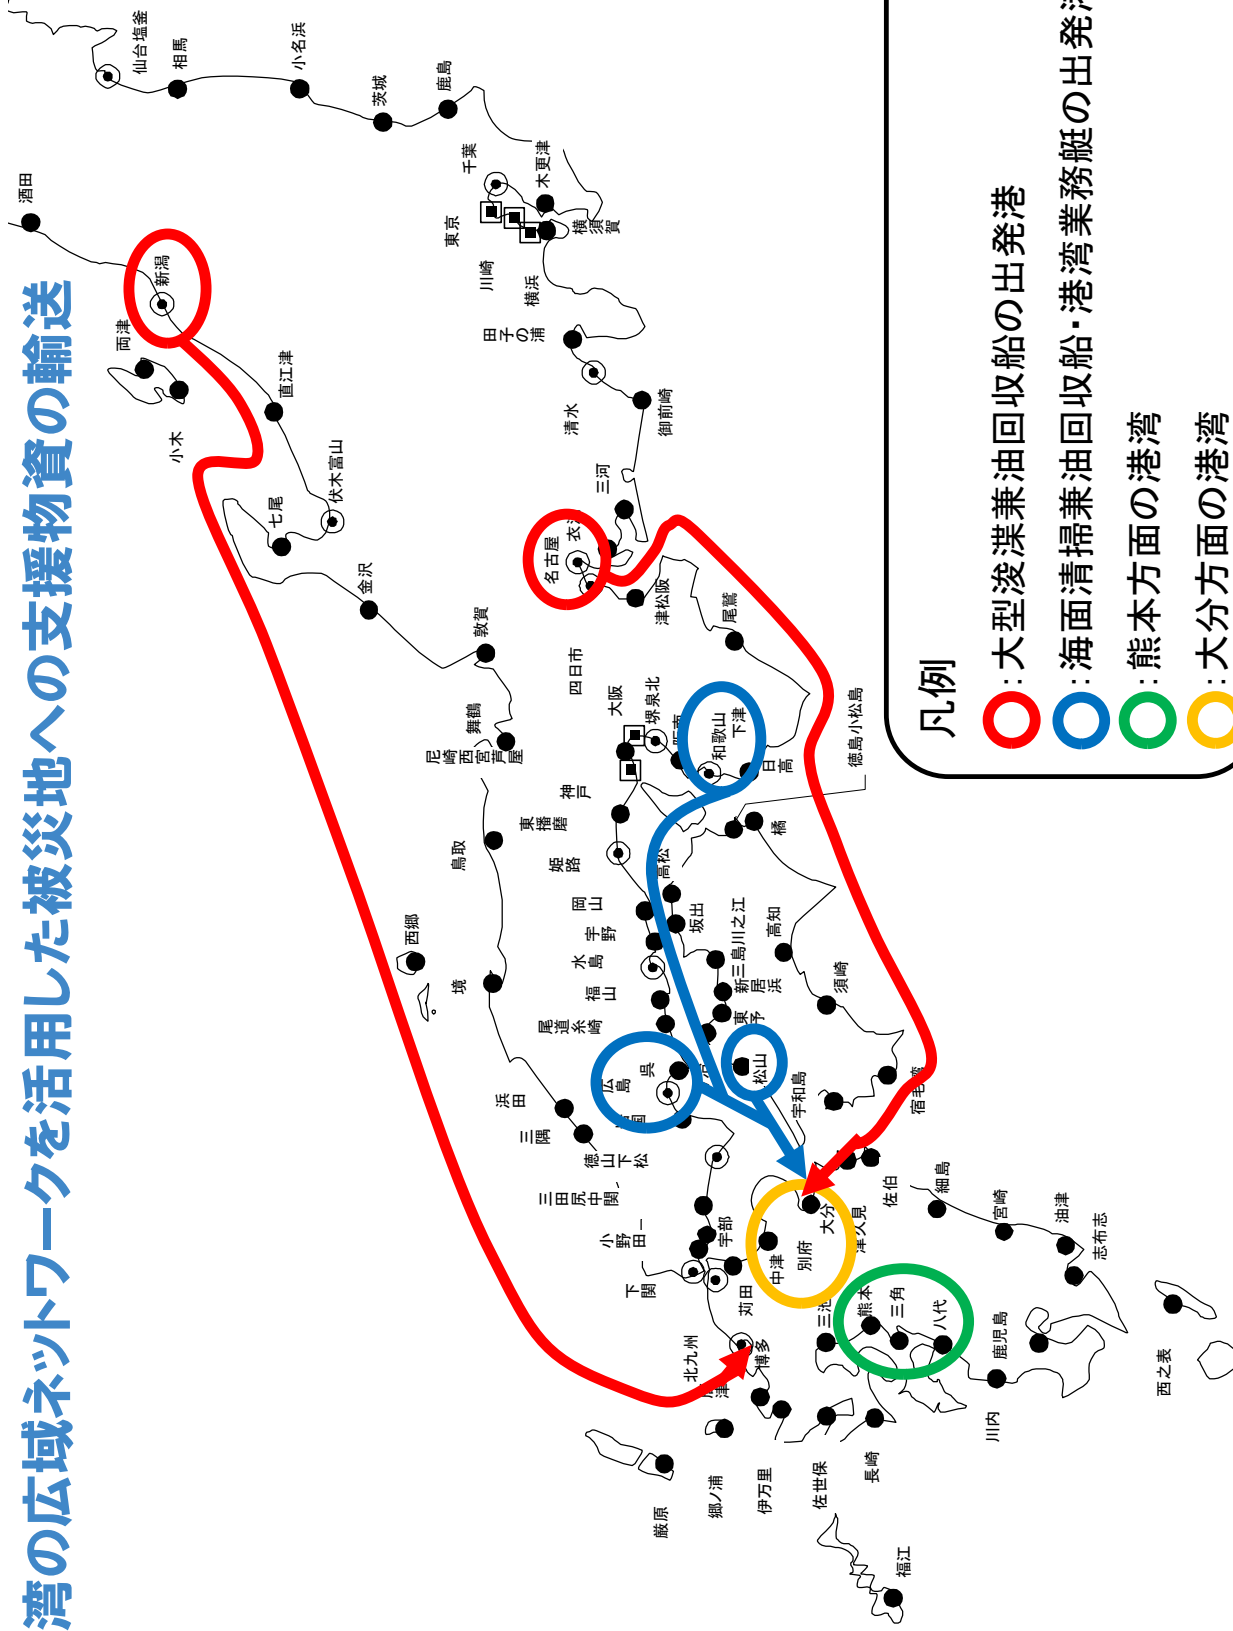 湾の広域ネットワークを活用した被災地への支援物資の輸送
仙台塩釜
相馬
小名浜
茨城
鹿島
酒田
新潟
両津
小木
直江津
伏木富山
七尾
金沢
敦賀
舞鶴
千葉
木更津
東京
川崎
横浜
横須賀
田子の浦
清水
御前崎
三河
名古屋
四日市
津松阪
尾鷲
大阪
堺泉北
尼崎西宮芦屋
神戸
東播磨
姫路
和歌山
下津
日高
徳島小松島
橘
高松
坂出
三島川之江
新居浜
東予
松山
宇和島
高知
須崎
宿毛湾
岡山
宇野
水島
福山
尾道糸崎
呉
広島
鳥取
西郷
境
浜田
三隅
徳山下松
三田尻中関
宇部
小野田
下関
北九州
苅田
中津
別府
大分
津久見
佐伯
細島
宮崎
油津
志布志
博多
三池
熊本
三角
八代
鹿児島
川内
西之表
長崎
佐世保
伊万里
郷ノ浦
厳原
福江
凡例
:大型浚渫兼油回収船の出発港
:海面清掃兼油回収船・港湾業務艇の出発
:熊本方面の港湾
:大分方面の港湾